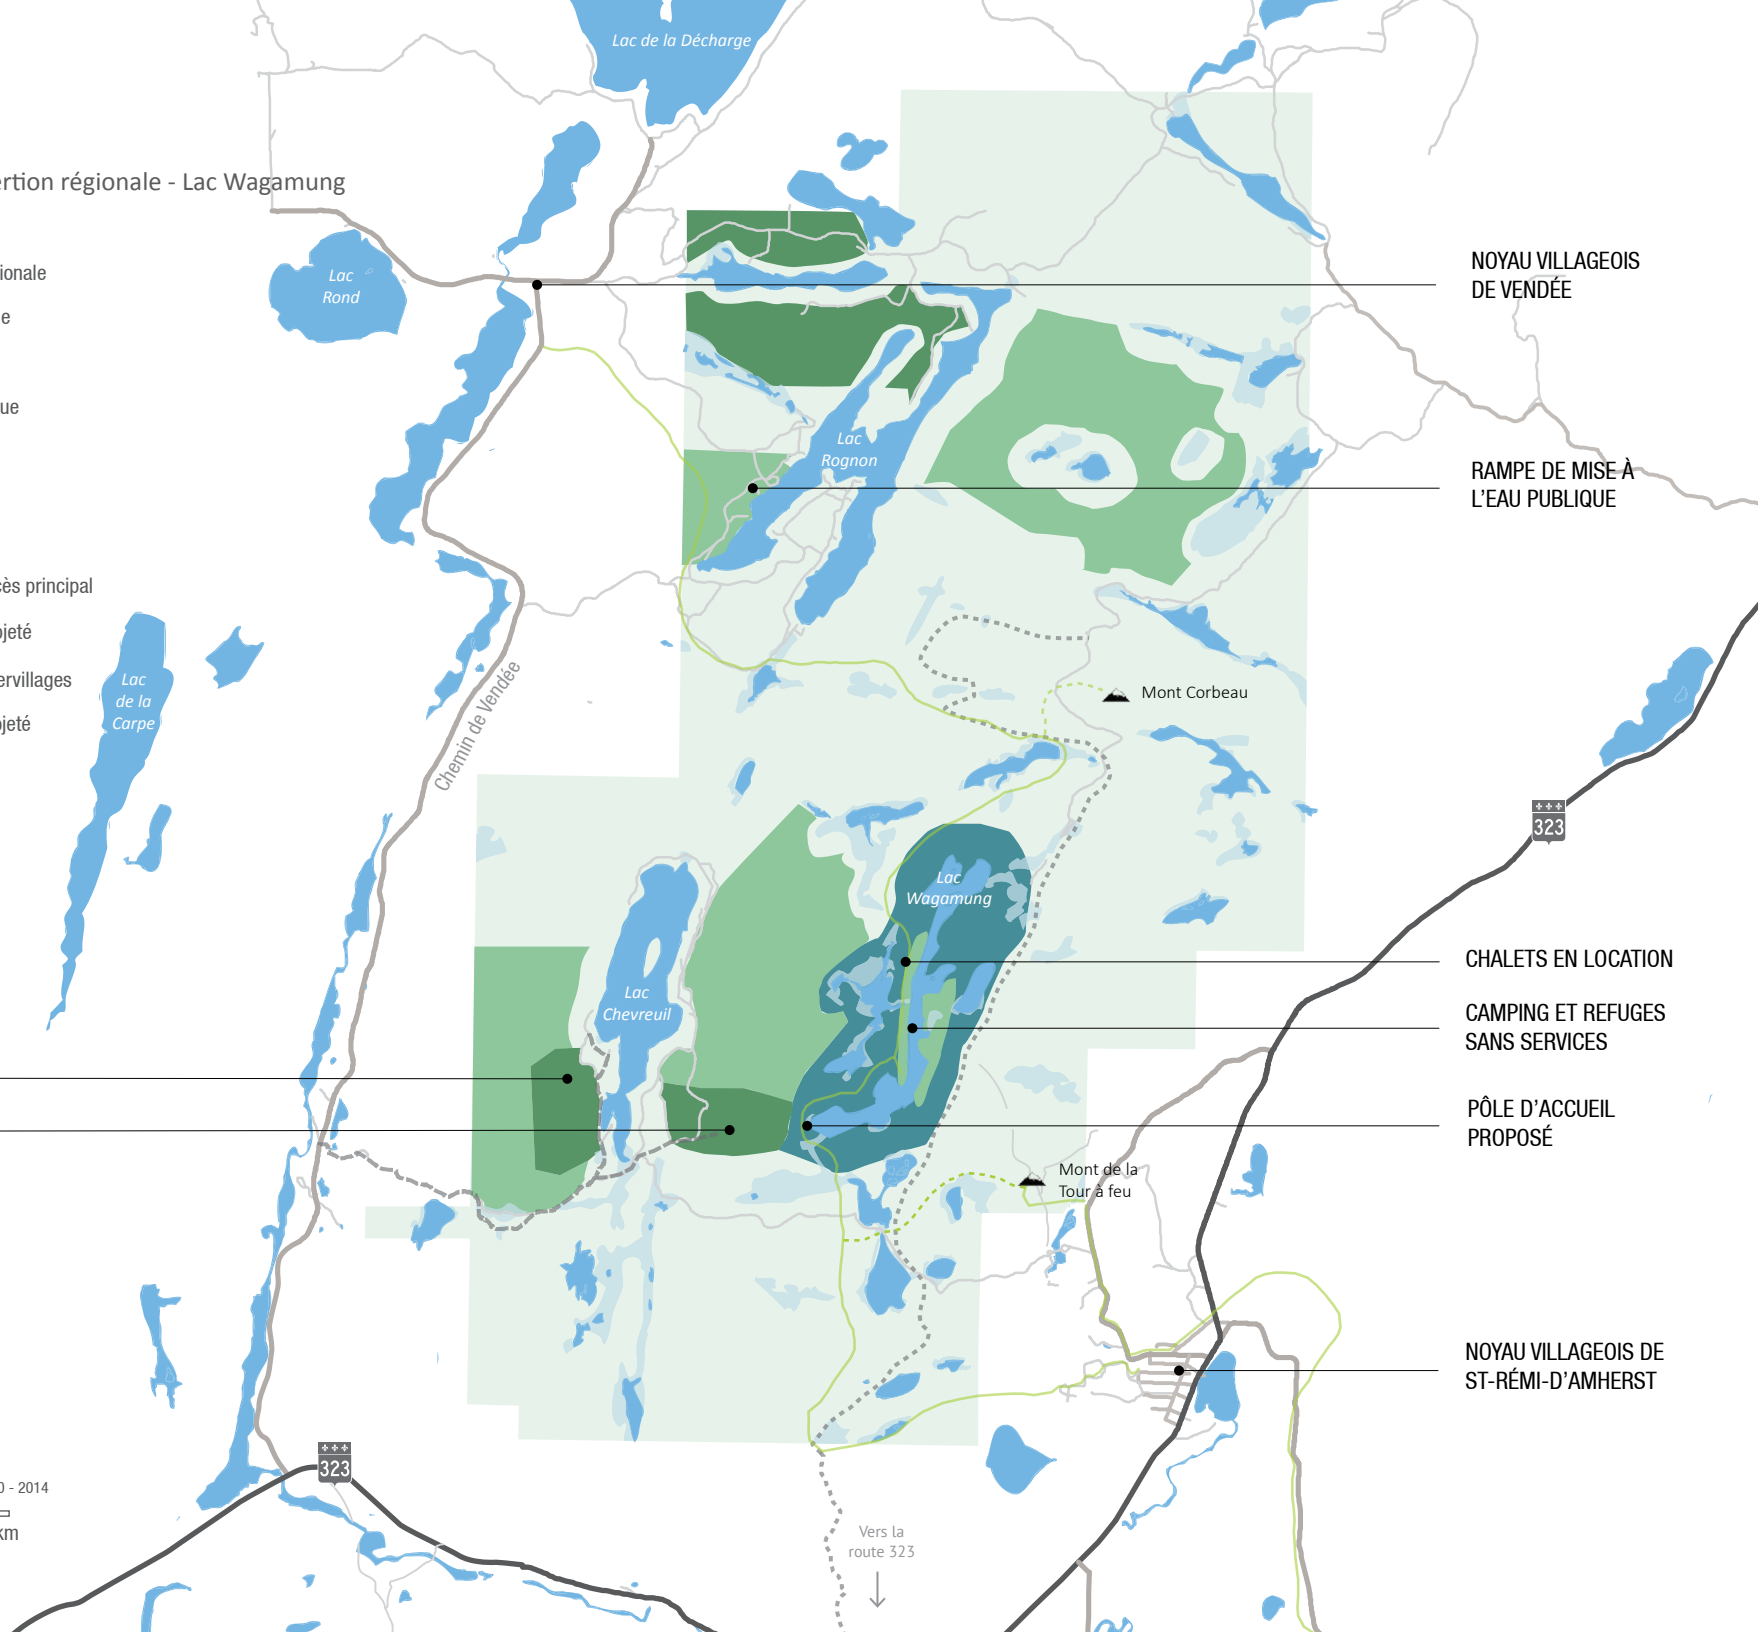 Lac de la Décharge
ertion régionale - Lac Wagamung
ionale
e
ue
cès principal
ojeté
ervillages
ojeté
Lac
Rond
NOYAU VILLAGEOIS
DE VENDÉE
Lac
Rognon
RAMPE DE MISE À
L'EAU PUBLIQUE
Lac
de la
Carpe
Chemin de Vendée
Mont Corbeau
323
Lac
Wagamung
CHALETS EN LOCATION
Lac
Chevreuil
CAMPING ET REFUGES
SANS SERVICES
PÔLE D'ACCUEIL
PROPOSÉ
Mont de la
Tour à feu
NOYAU VILLAGEOIS DE
ST-RÉMI-D'AMHERST
323
0 - 2014
km
Vers la
route 323